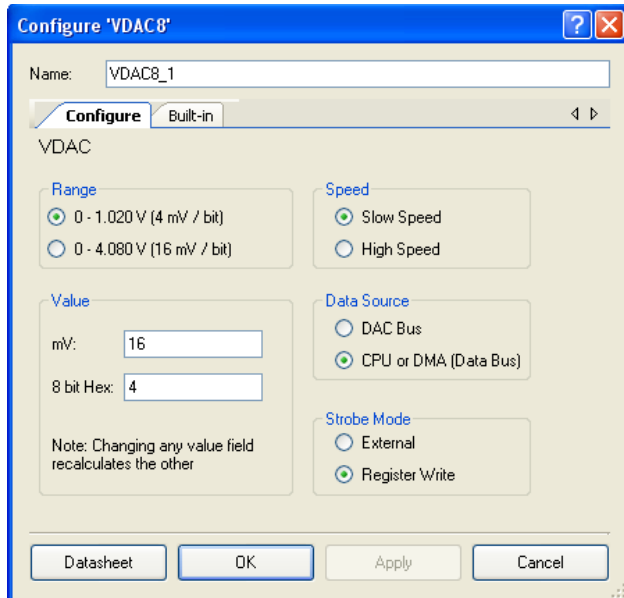 Configure 'VDAC8'
Name: VDAC8_1
Configure Built-in
VDAC
Range
0 - 1.020 V (4 mV / bit)
0 - 4.080 V (16 mV / bit)
Speed
Slow Speed
High Speed
Value
mV: 16
8 bit Hex: 4
Note: Changing any value field
recalculates the other
Data Source
DAC Bus
CPU or DMA (Data Bus)
Strobe Mode
External
Register Write
Datasheet OK Apply Cancel